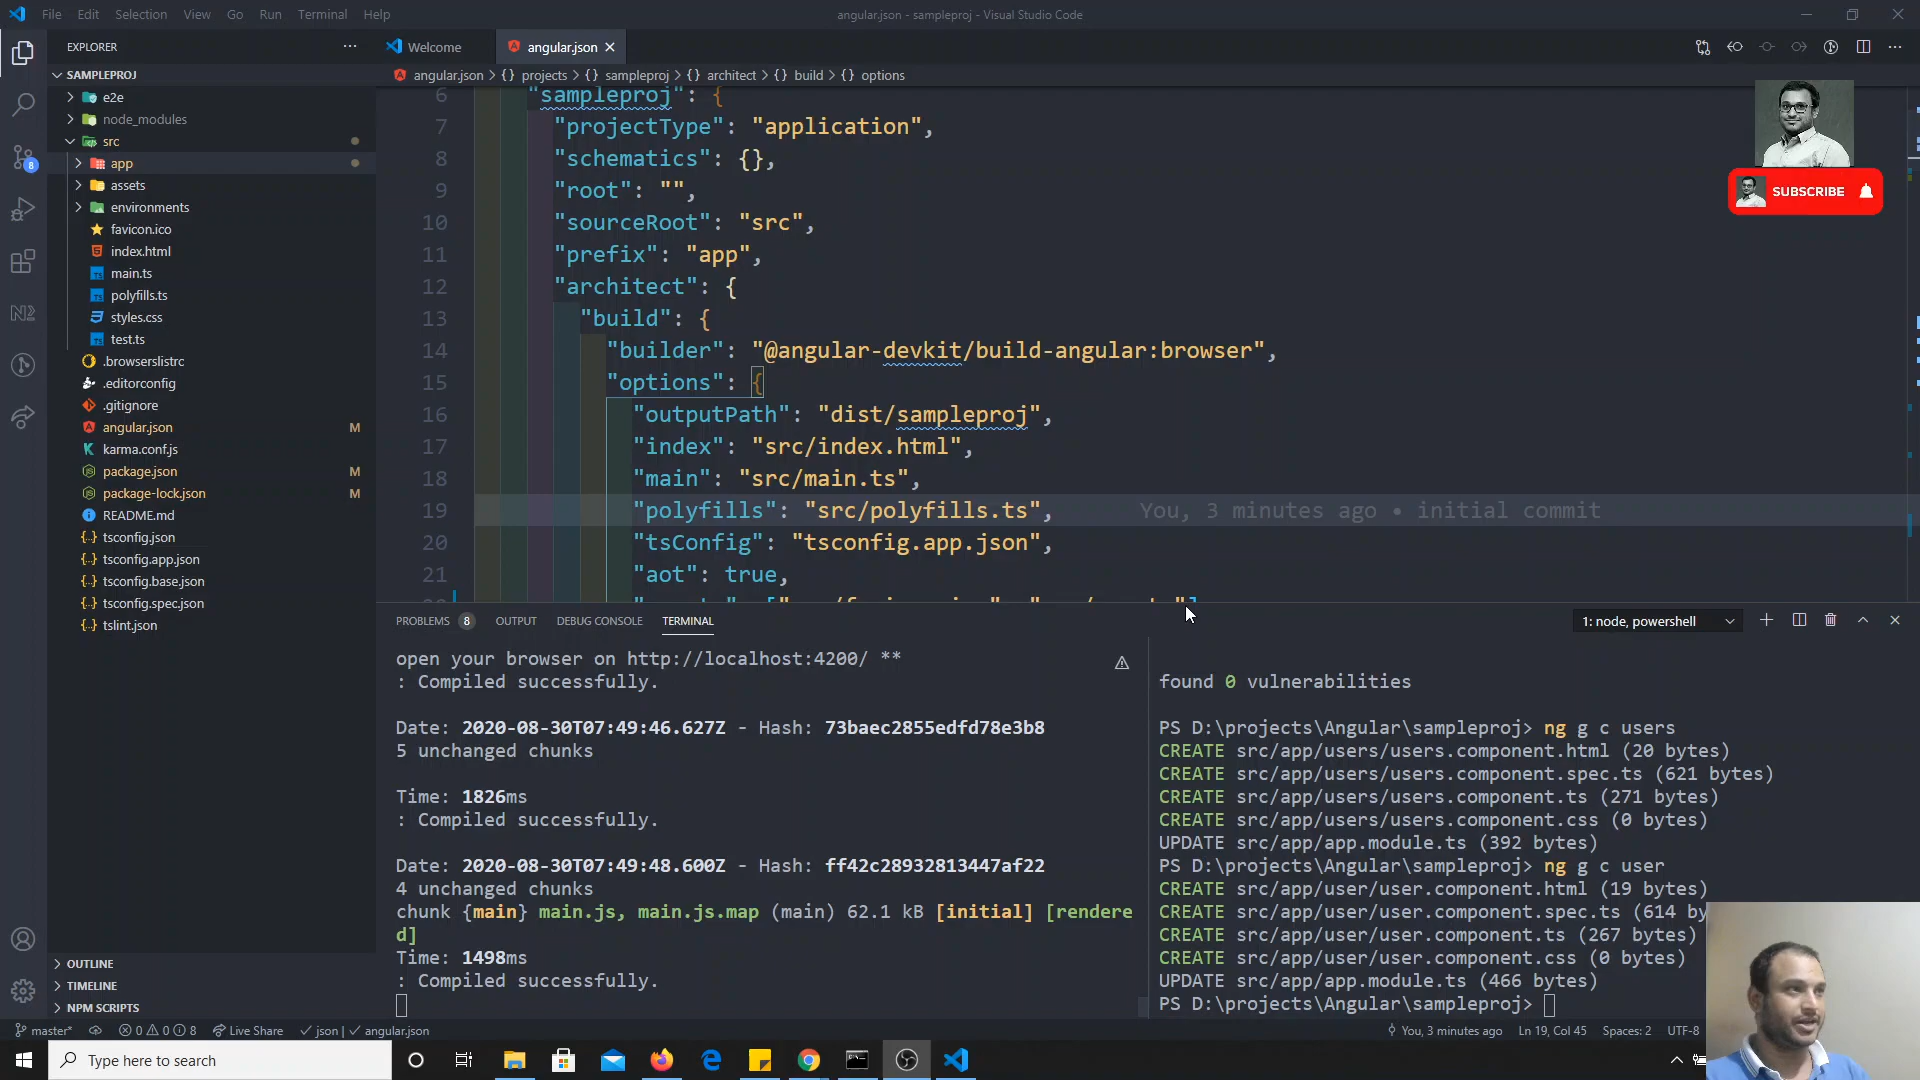 File Edit Selection View Go Run Terminal Help
angular.json - sampleproj - Visual Studio Code
EXPLORER
SAMPLEPROJ
e2e
node_modules
src
app
assets
environments
favicon.ico
index.html
main.ts
polyfills.ts
styles.css
test.ts
.browserslistrc
.editorconfig
.gitignore
angular.json M
karma.conf.js
package.json M
package-lock.json M
README.md
tsconfig.json
tsconfig.app.json
tsconfig.base.json
tsconfig.spec.json
tslint.json
OUTLINE
TIMELINE
NPM SCRIPTS
8
Welcome
angular.json
angular.json > {} projects > {} sampleproj > {} architect > {} build > {} options
6 "sampleproj": {
7 "projectType": "application",
8 "schematics": {},
9 "root": "",
10 "sourceRoot": "src",
11 "prefix": "app",
12 "architect": {
13 "build": {
14 "builder": "@angular-devkit/build-angular:browser",
15 "options": {
16 "outputPath": "dist/sampleproj",
17 "index": "src/index.html",
18 "main": "src/main.ts",
19 "polyfills": "src/polyfills.ts", You, 3 minutes ago • initial commit
20 "tsConfig": "tsconfig.app.json",
21 "aot": true,
SUBSCRIBE
PROBLEMS 8 OUTPUT DEBUG CONSOLE TERMINAL
1: node, powershell
open your browser on http://localhost:4200/ **
: Compiled successfully.
Date: 2020-08-30T07:49:46.627Z - Hash: 73baec2855edfd78e3b8
5 unchanged chunks
Time: 1826ms
: Compiled successfully.
Date: 2020-08-30T07:49:48.600Z - Hash: ff42c28932813447af22
4 unchanged chunks
chunk {main} main.js, main.js.map (main) 62.1 kB [initial] [rendere
d]
Time: 1498ms
: Compiled successfully.
found 0 vulnerabilities
PS D:\projects\Angular\sampleproj> ng g c users
CREATE src/app/users/users.component.html (20 bytes)
CREATE src/app/users/users.component.spec.ts (621 bytes)
CREATE src/app/users/users.component.ts (271 bytes)
CREATE src/app/users/users.component.css (0 bytes)
UPDATE src/app/app.module.ts (392 bytes)
PS D:\projects\Angular\sampleproj> ng g c user
CREATE src/app/user/user.component.html (19 bytes)
CREATE src/app/user/user.component.spec.ts (614 by
CREATE src/app/user/user.component.ts (267 bytes)
CREATE src/app/user/user.component.css (0 bytes)
UPDATE src/app/app.module.ts (466 bytes)
PS D:\projects\Angular\sampleproj>
master* 0 0 8 Live Share json angular.json
You, 3 minutes ago Ln 19, Col 45 Spaces: 2 UTF-8
Type here to search